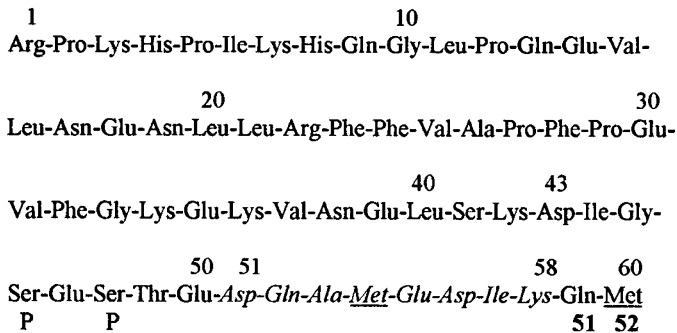 1 10
Arg-Pro-Lys-His-Pro-Ile-Lys-His-Gln-Gly-Leu-Pro-Gln-Glu-Val-
20 30
Leu-Asn-Glu-Asn-Leu-Leu-Arg-Phe-Phe-Val-Ala-Pro-Phe-Pro-Glu-
40 43
Val-Phe-Gly-Lys-Glu-Lys-Val-Asn-Glu-Leu-Ser-Lys-Asp-Ile-Gly-
50 51 58 60
Ser-Glu-Ser-Thr-Glu-Asp-Gln-Ala-Met-Glu-Asp-Ile-Lys-Gln-Met
P P 51 52